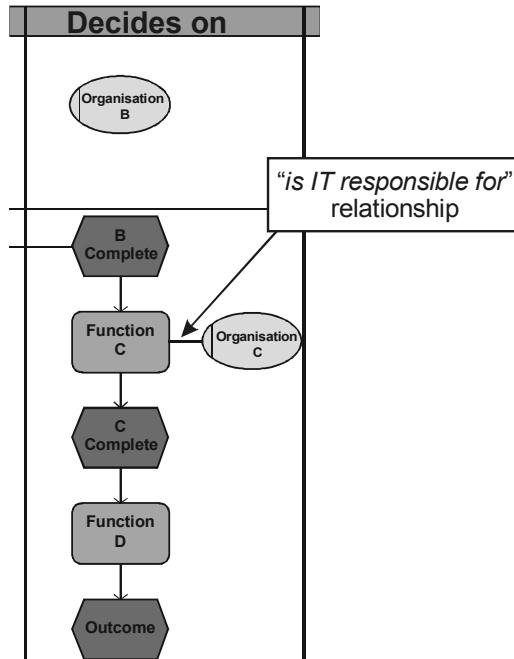 Decides on
Organisation
B
“is IT responsible for”
relationship
B
Complete
Function
C
Organisation
C
C
Complete
Function
D
Outcome